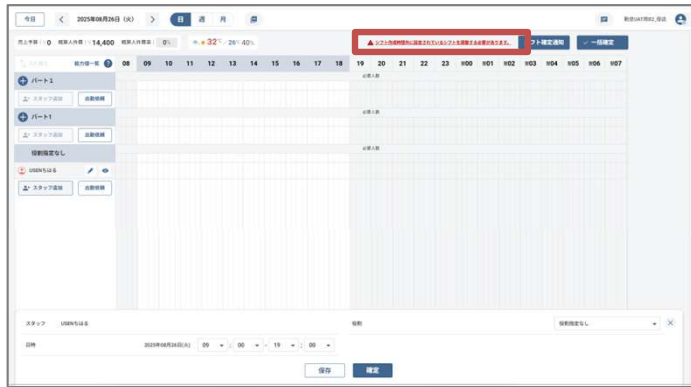 今日 2025年08月26日 (火) 日 週 月 勤怠UAT用02_母店
売上予算：0 概算人件費：14,400 概算人件費率：0% 32℃ 26℃ 40% シフト作成時間外に設定されているシフトを調整する必要があります。 フト確定通知 一括確定
能力値一覧 08 09 10 11 12 13 14 15 16 17 18 19 20 21 22 23 翌00 翌01 翌02 翌03 翌04 翌05 翌06 翌07
パート１ 必要人数
スタッフ追加 出勤依頼
パート1 必要人数
スタッフ追加 出勤依頼
役割指定なし 必要人数
USENちはる
スタッフ追加 出勤依頼
スタッフ USENちはる 役割 役割指定なし
日時 2025年08月26日(火) 09 : 00 - 19 : 00
保存 確定